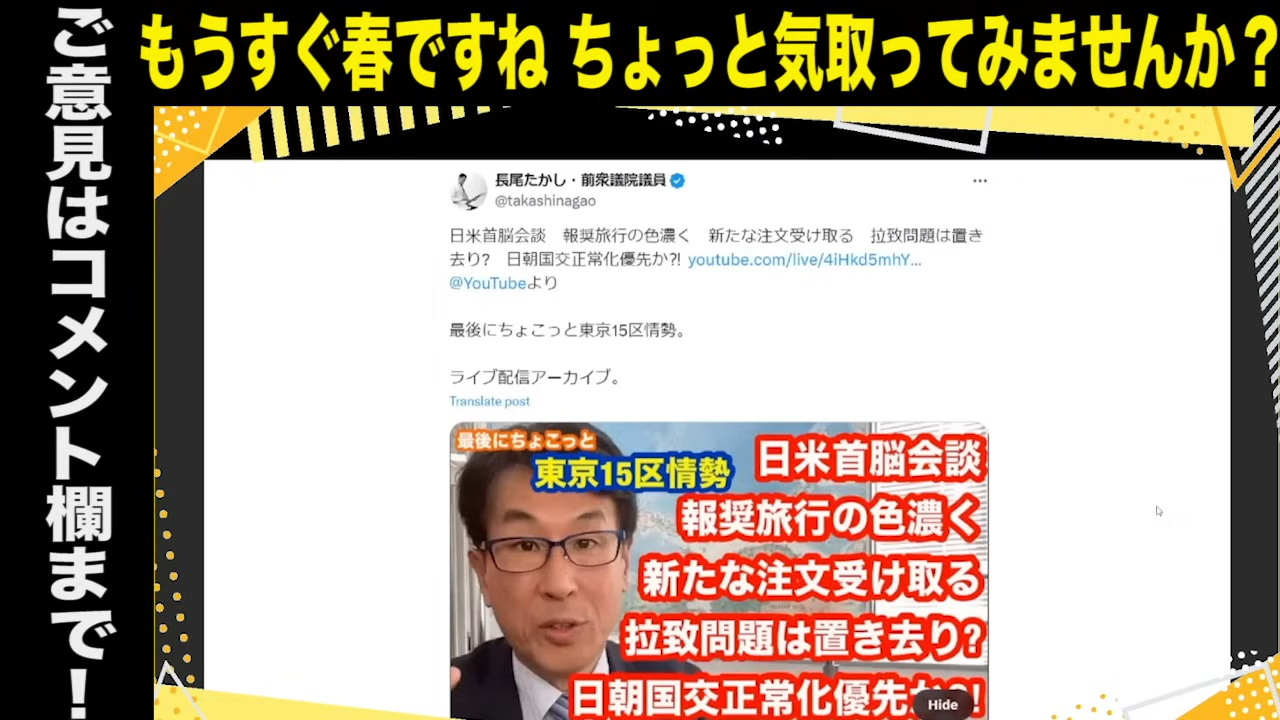 もうすぐ春ですね ちょっと気取ってみませんか？
ご意見はコメント欄まで！
長尾たかし・前衆議院議員
@takashinagao
日米首脳会談　報奨旅行の色濃く　新たな注文受け取る　拉致問題は置き
去り?　日朝国交正常化優先か?! youtube.com/live/4iHkd5mhY…
@YouTubeより
最後にちょこっと東京15区情勢。
ライブ配信アーカイブ。
Translate post
最後にちょこっと
東京15区情勢
日米首脳会談
報奨旅行の色濃く
新たな注文受け取る
拉致問題は置き去り?
日朝国交正常化優先か?!
Hide